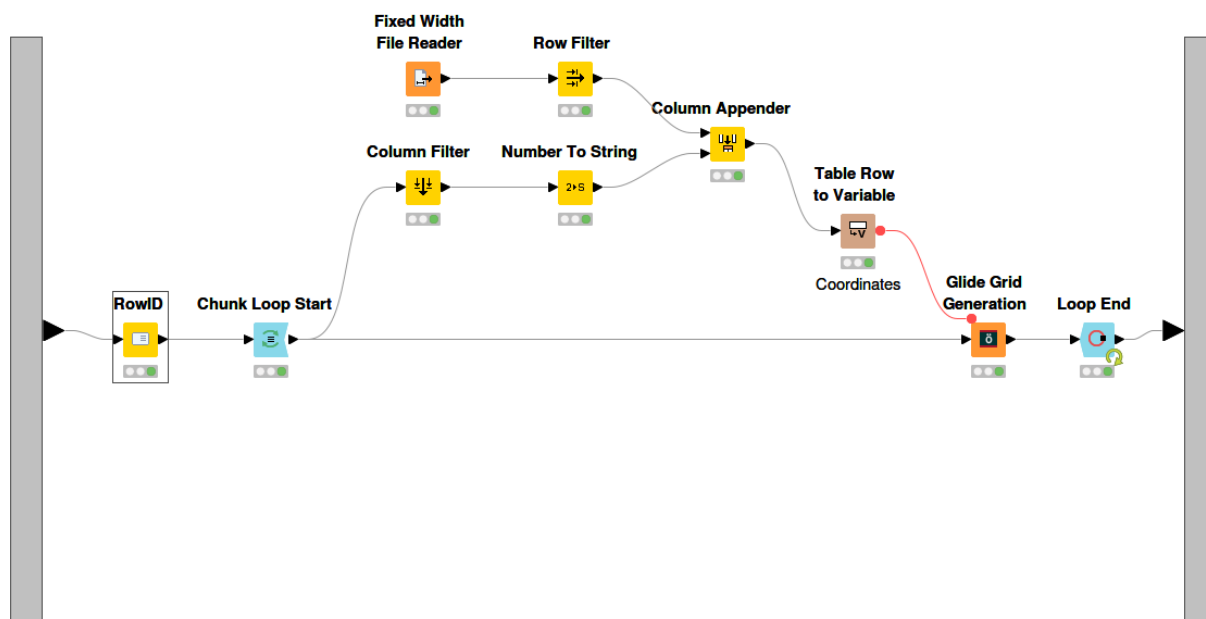 Fixed Width
File Reader
Row Filter
Column Appender
Column Filter
Number To String
2▸S
Table Row
to Variable
V
Coordinates
RowID
Chunk Loop Start
Glide Grid
Generation
Loop End